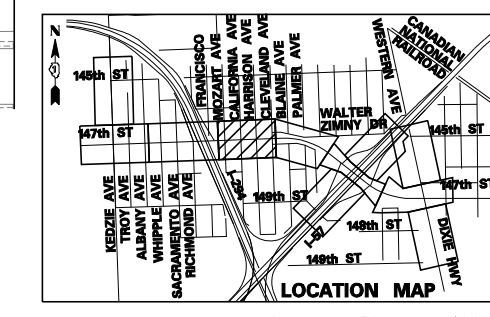 N
CANADIAN
NATIONAL
RAILROAD
WESTERN AVE
FRANCISCO
MOZART AVE
CALIFORNIA AVE
HARRISON AVE
CLEVELAND AVE
BLAINE AVE
PALMER AVE
145th ST
WALTER
ZIMNY DR
147th ST
145th ST
KEDZIE AVE
TROY AVE
ALBANY AVE
WHIPPLE AVE
SACRAMENTO AVE
RICHMOND AVE
I-294
149th ST
147th ST
I-57
149th ST
DIXIE HWY
149th ST
LOCATION MAP